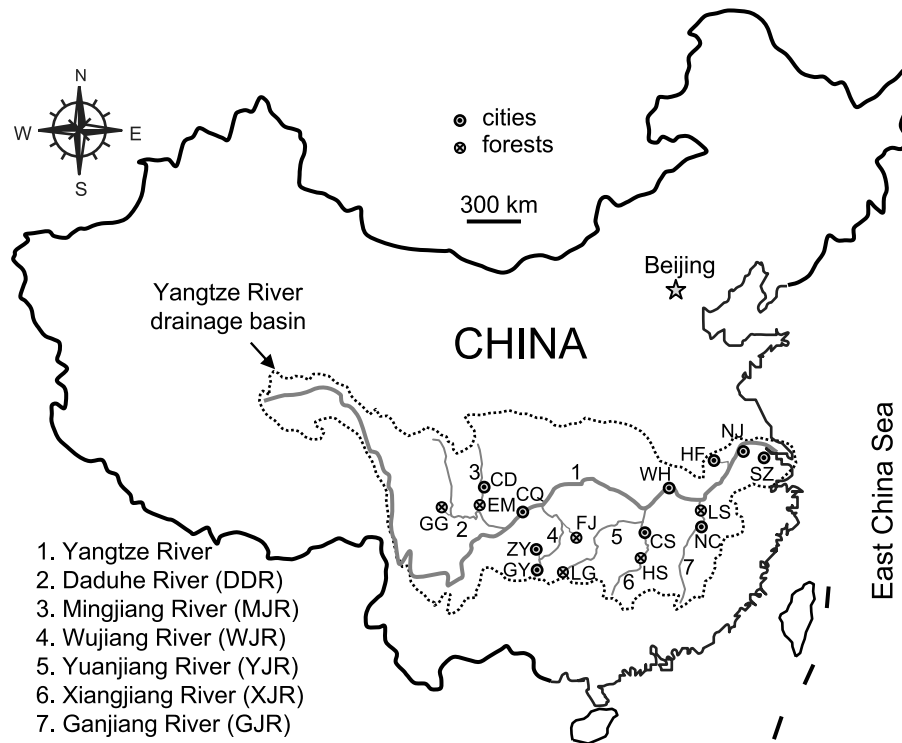 N
W E
S
cities
forests
300 km
Beijing
Yangtze River
drainage basin
CHINA
East China Sea
NJ
HF
SZ
WH
1
3
CD
CQ
EM
LS
GG
2
FJ
4
5
CS
NC
ZY
GY
LG
HS
6
7
1. Yangtze River
2. Daduhe River (DDR)
3. Mingjiang River (MJR)
4. Wujiang River (WJR)
5. Yuanjiang River (YJR)
6. Xiangjiang River (XJR)
7. Ganjiang River (GJR)